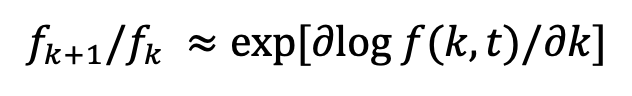 f_{k+1}/f_k ≈ exp[∂log f(k, t)/∂k]